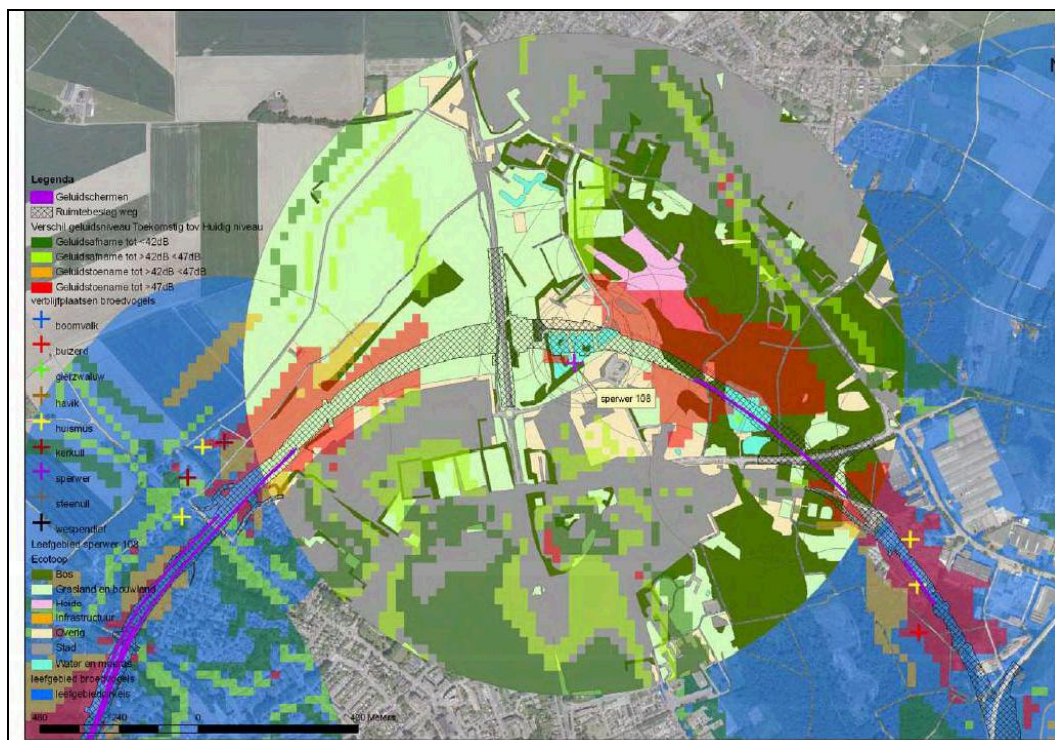 N
Legenda
Geluidschermen
Ruimtebeslag weg
Verschil geluidsniveau Toekomstig tov Huidig niveau
Geluidsafname tot <42dB
Geluidsafname tot >42dB <47dB
Geluidstoename tot >42dB <47dB
Geluidstoename tot >47dB
verblijfplaatsen broedvogels
boomvalk
buizerd
gierzwaluw
havik
huismus
kerkuil
sperwer
steenuil
wespendief
Leefgebied sperwer 108
Ecotoop
Bos
Grasland en bouwland
Heide
Infrastructuur
Overig
Stad
Water en moeras
leefgebied broedvogels
leefgebiedcirkels
sperwer 108
480 240 0 480 Meters